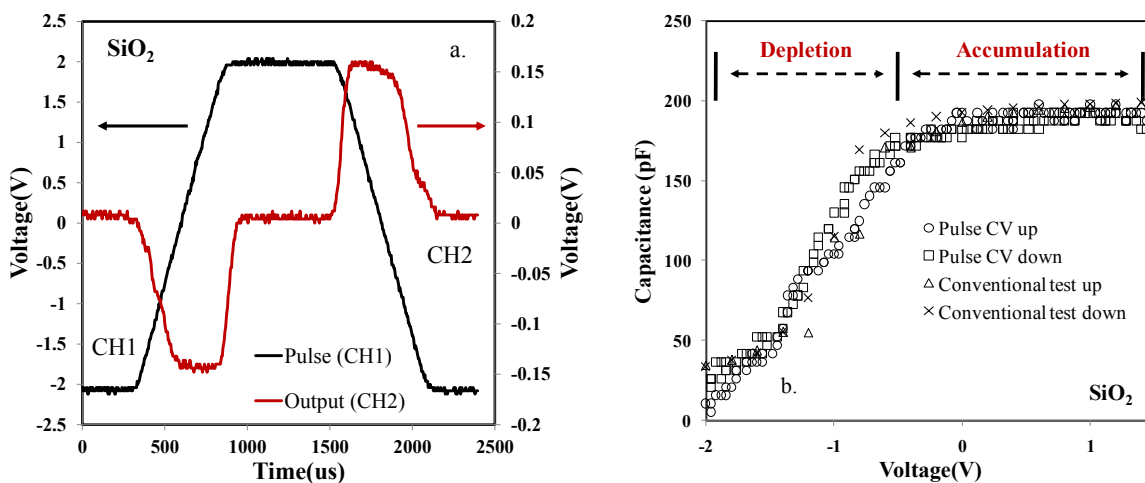 SiO2
a.
CH1
CH2
Pulse (CH1)
Output (CH2)
2.5
2
1.5
1
0.5
0
-0.5
-1
-1.5
-2
-2.5
Voltage(V)
0.2
0.15
0.1
0.05
0
-0.05
-0.1
-0.15
-0.2
Voltage(V)
0 500 1000 1500 2000 2500
Time(us)
Depletion Accumulation
250
200
150
100
50
0
Capacitance (pF)
Pulse CV up
Pulse CV down
Conventional test up
Conventional test down
b.
SiO2
-2 -1 0 1
Voltage(V)